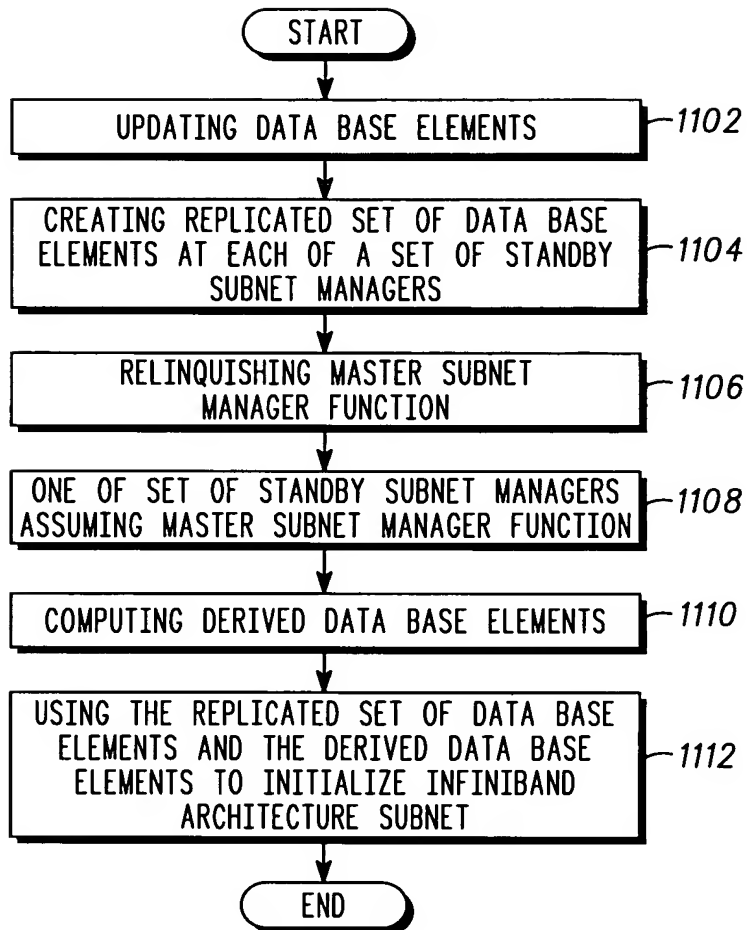 START
UPDATING DATA BASE ELEMENTS
1102
CREATING REPLICATED SET OF DATA BASE
ELEMENTS AT EACH OF A SET OF STANDBY
SUBNET MANAGERS
1104
RELINQUISHING MASTER SUBNET
MANAGER FUNCTION
1106
ONE OF SET OF STANDBY SUBNET MANAGERS
ASSUMING MASTER SUBNET MANAGER FUNCTION
1108
COMPUTING DERIVED DATA BASE ELEMENTS
1110
USING THE REPLICATED SET OF DATA BASE
ELEMENTS AND THE DERIVED DATA BASE
ELEMENTS TO INITIALIZE INFINIBAND
ARCHITECTURE SUBNET
1112
END